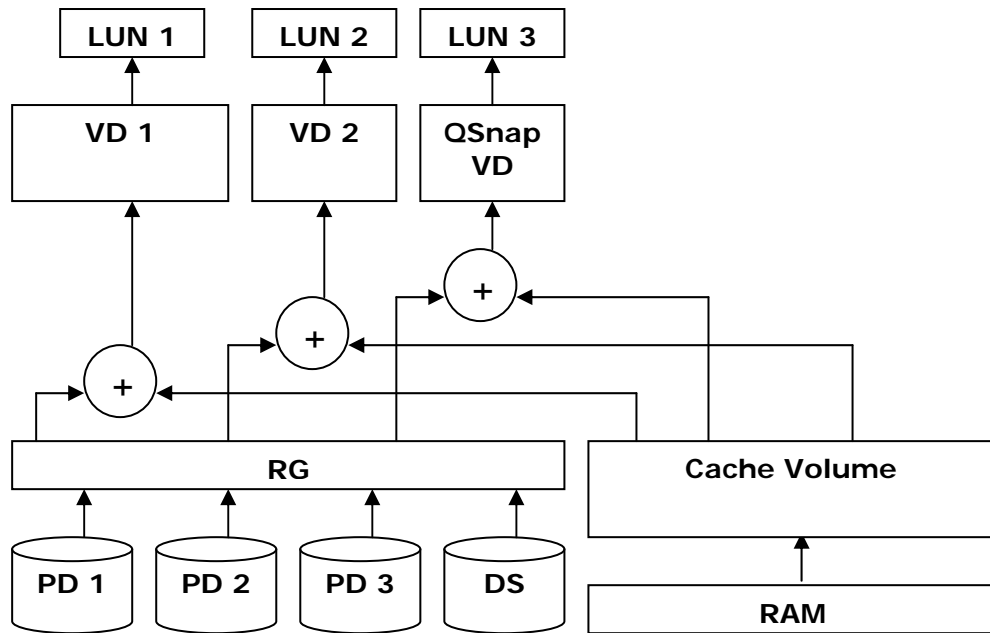 LUN 1
LUN 2
LUN 3
VD 1
VD 2
QSnap
VD
+
+
+
RG
Cache Volume
PD 1
PD 2
PD 3
DS
RAM